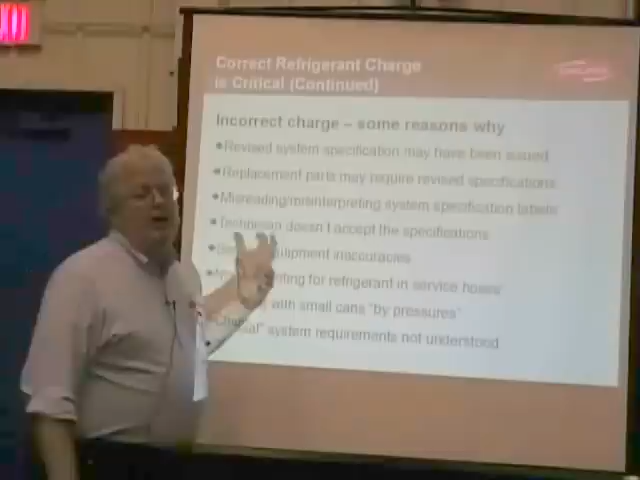 Correct Refrigerant Charge
is Critical (Continued)
Incorrect charge – some reasons why
•Revised system specification may have been issued
•Replacement parts may require revised specifications
•Misreading/misinterpreting system specification labels
•Technician doesn't accept the specifications
• equipment inaccuracies
• for refrigerant in service hoses
with small cans "by pressures"
system requirements not understood